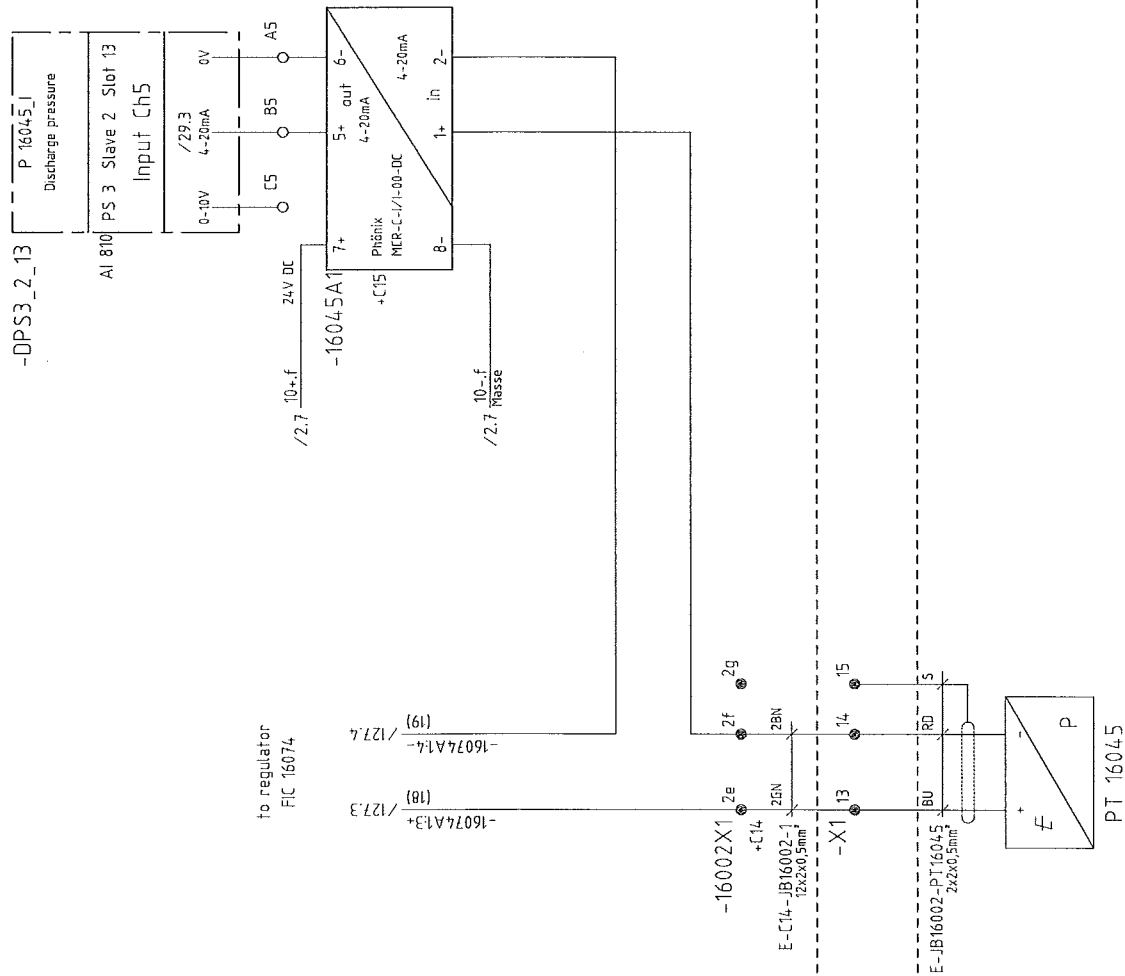 -DPS3_2_13
P 16045_I
Discharge pressure
AI 810
PS 3 Slave 2 Slot 13
Input Ch5
/29.3
0-10V
4-20mA
0V
C5
B5
A5
24V DC
/2.7 10+.f
-16045A1
+C15
7+
5+
6-
out
4-20mA
Phönix
MCR-C-I/I-00-DC
4-20mA
in
8-
1+
2-
/2.7 10-.f
Masse
to regulator
FIC 16074
/127.3
(18)
-16074A1:3+
/127.4
(19)
-16074A1:4-
-16002X1
+C14
2e
2f
2g
2GN
2BN
E-C14-JB16002-1
12x2x0,5mm²
-X1
13
14
15
BU
RD
S
E-JB16002-PT16045
2x2x0,5mm²
+
-
E
P
PT 16045